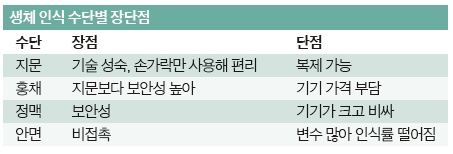 생체 인식 수단별 장단점
수단 장점 단점
지문 기술 성숙, 손가락만 사용해 편리 복제 가능
홍채 지문보다 보안성 높아 기기 가격 부담
정맥 보안성 기기가 크고 비싸
안면 비접촉 변수 많아 인식률 떨어짐